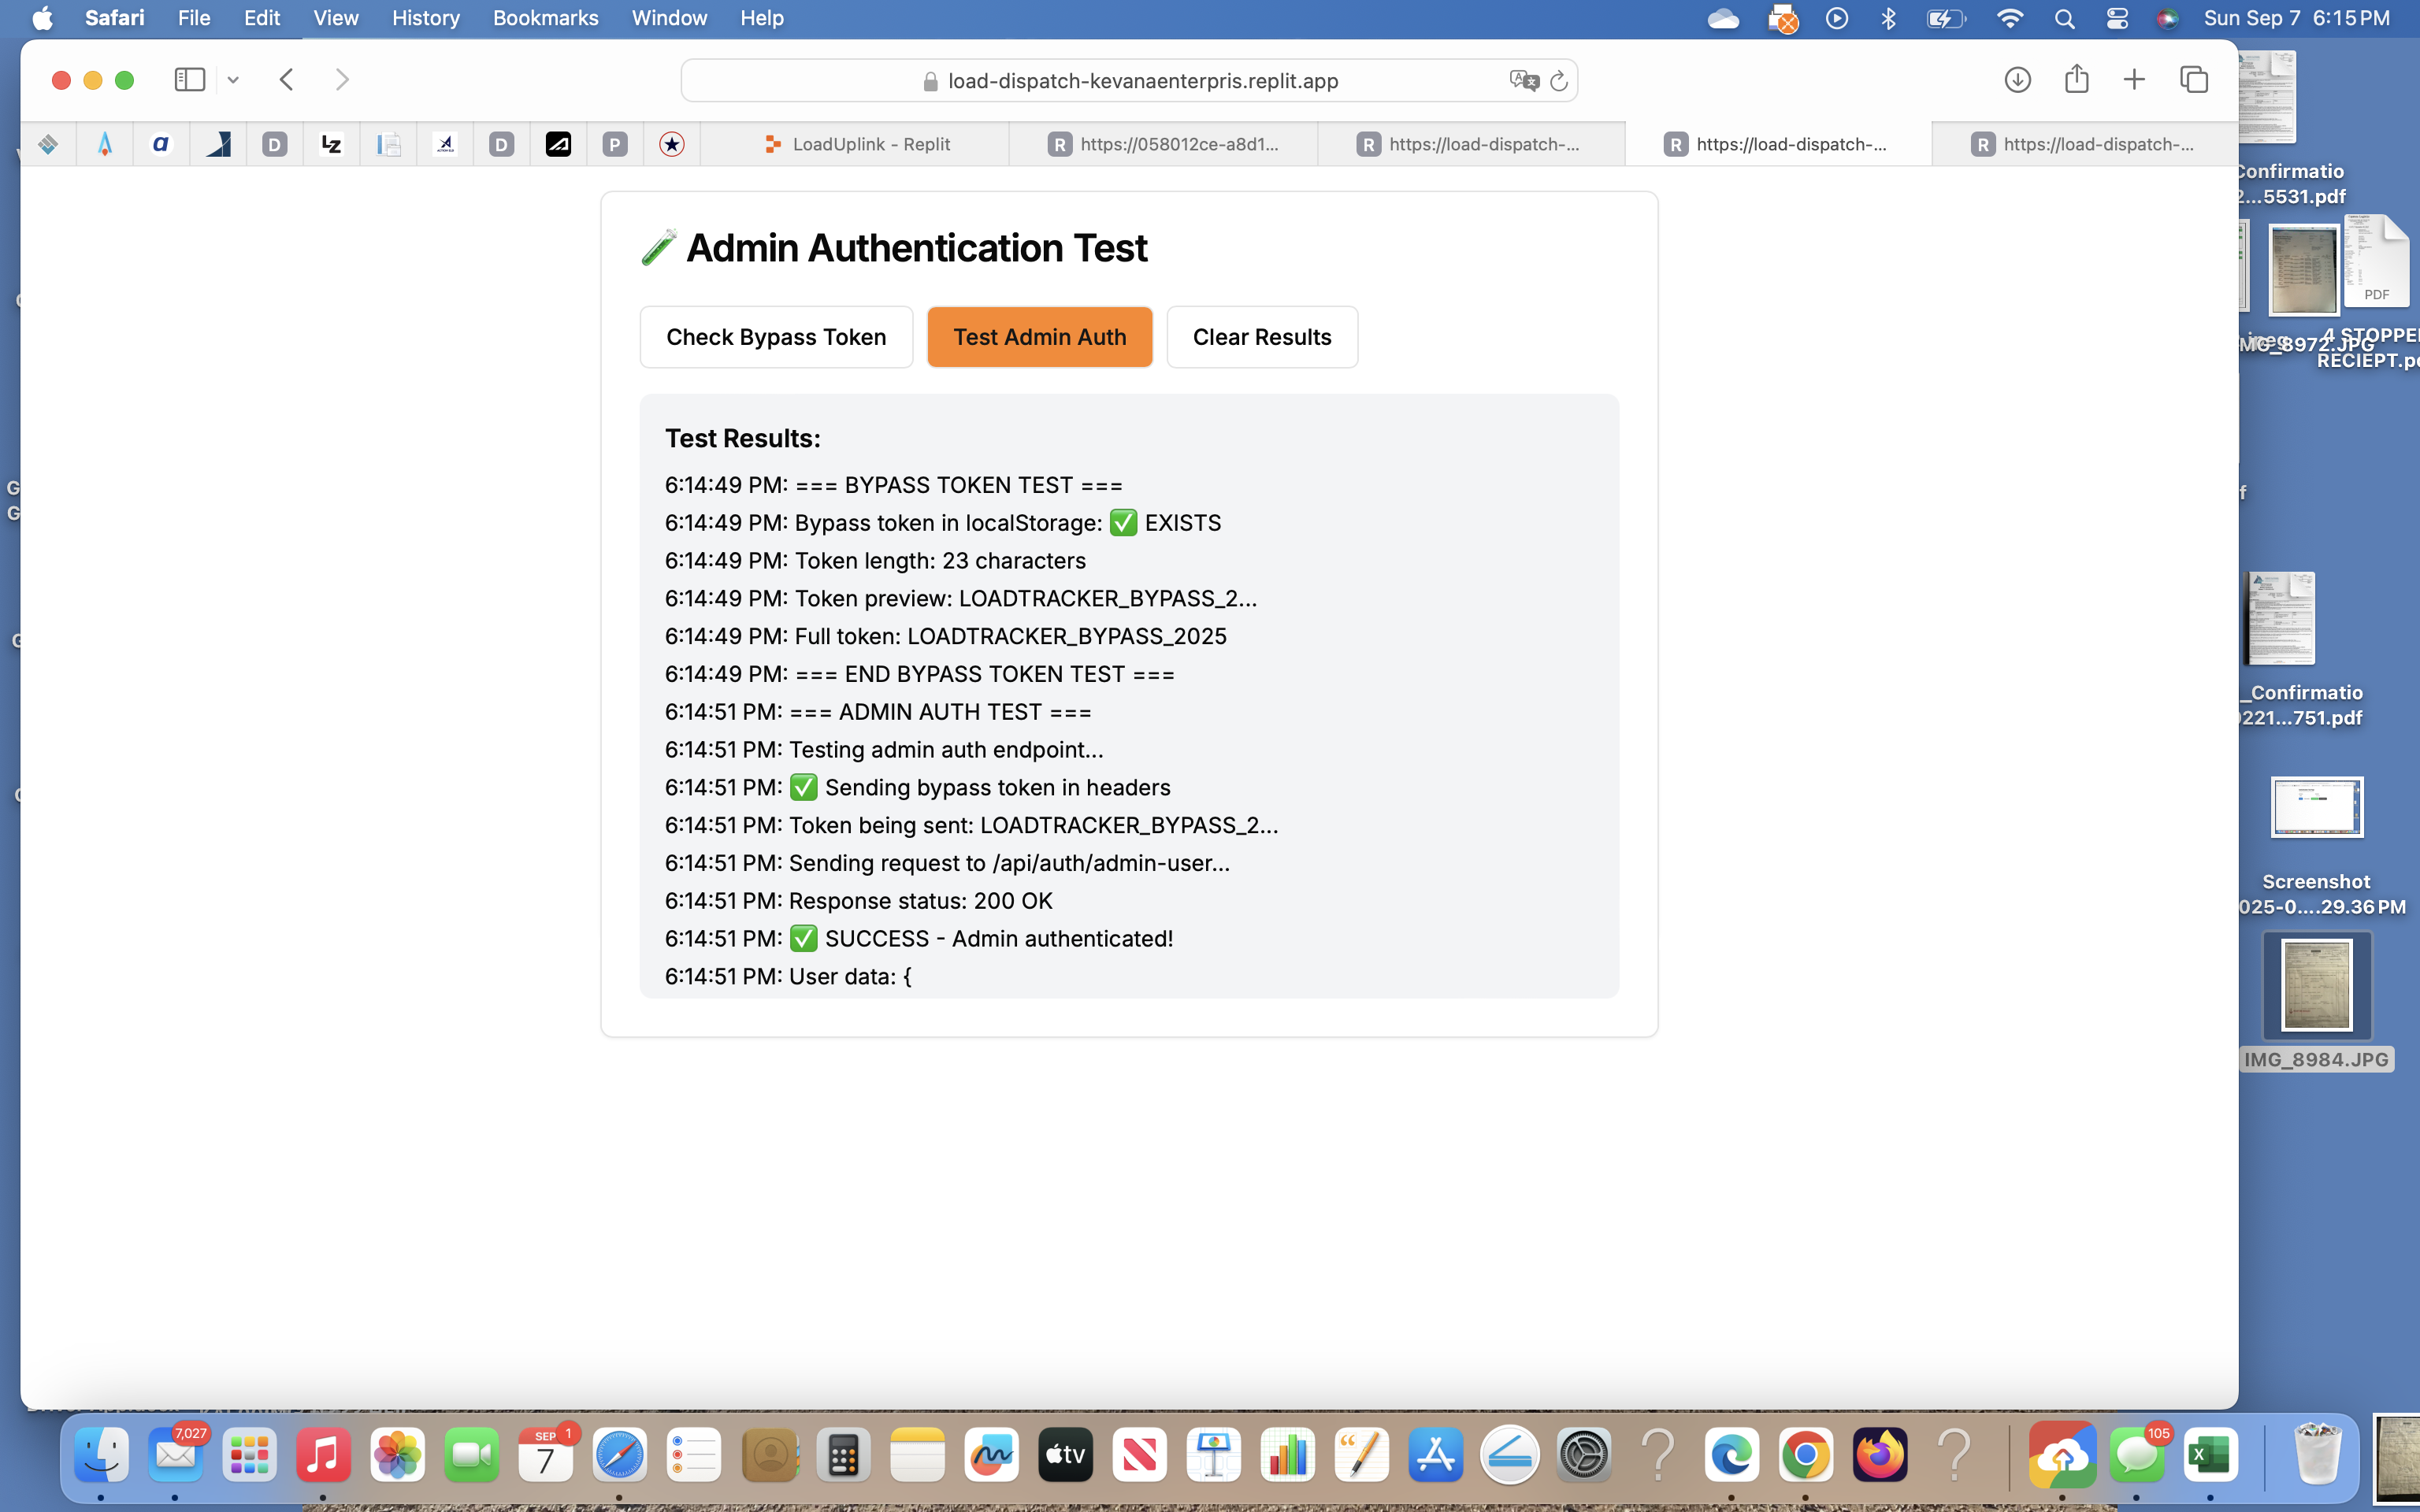 Safari File Edit View History Bookmarks Window Help Sun Sep 7 6:15 PM
load-dispatch-kevanaenterpris.replit.app
a D LZ D P LoadUplink - Replit R https://058012ce-a8d1... R https://load-dispatch-... R https://load-dispatch-... R https://load-dispatch-...
Admin Authentication Test
Check Bypass Token Test Admin Auth Clear Results
Test Results:
6:14:49 PM: === BYPASS TOKEN TEST ===
6:14:49 PM: Bypass token in localStorage: ✅ EXISTS
6:14:49 PM: Token length: 23 characters
6:14:49 PM: Token preview: LOADTRACKER_BYPASS_2...
6:14:49 PM: Full token: LOADTRACKER_BYPASS_2025
6:14:49 PM: === END BYPASS TOKEN TEST ===
6:14:51 PM: === ADMIN AUTH TEST ===
6:14:51 PM: Testing admin auth endpoint...
6:14:51 PM: ✅ Sending bypass token in headers
6:14:51 PM: Token being sent: LOADTRACKER_BYPASS_2...
6:14:51 PM: Sending request to /api/auth/admin-user...
6:14:51 PM: Response status: 200 OK
6:14:51 PM: ✅ SUCCESS - Admin authenticated!
6:14:51 PM: User data: {
Confirmatio
2...5531.pdf
PDF
MG_8972.JPG
4 STOPPE
RECIEPT.p
_Confirmatio
0221...751.pdf
Screenshot
025-0....29.36 PM
IMG_8984.JPG
7,027
SEP 1
7
tv
105
X